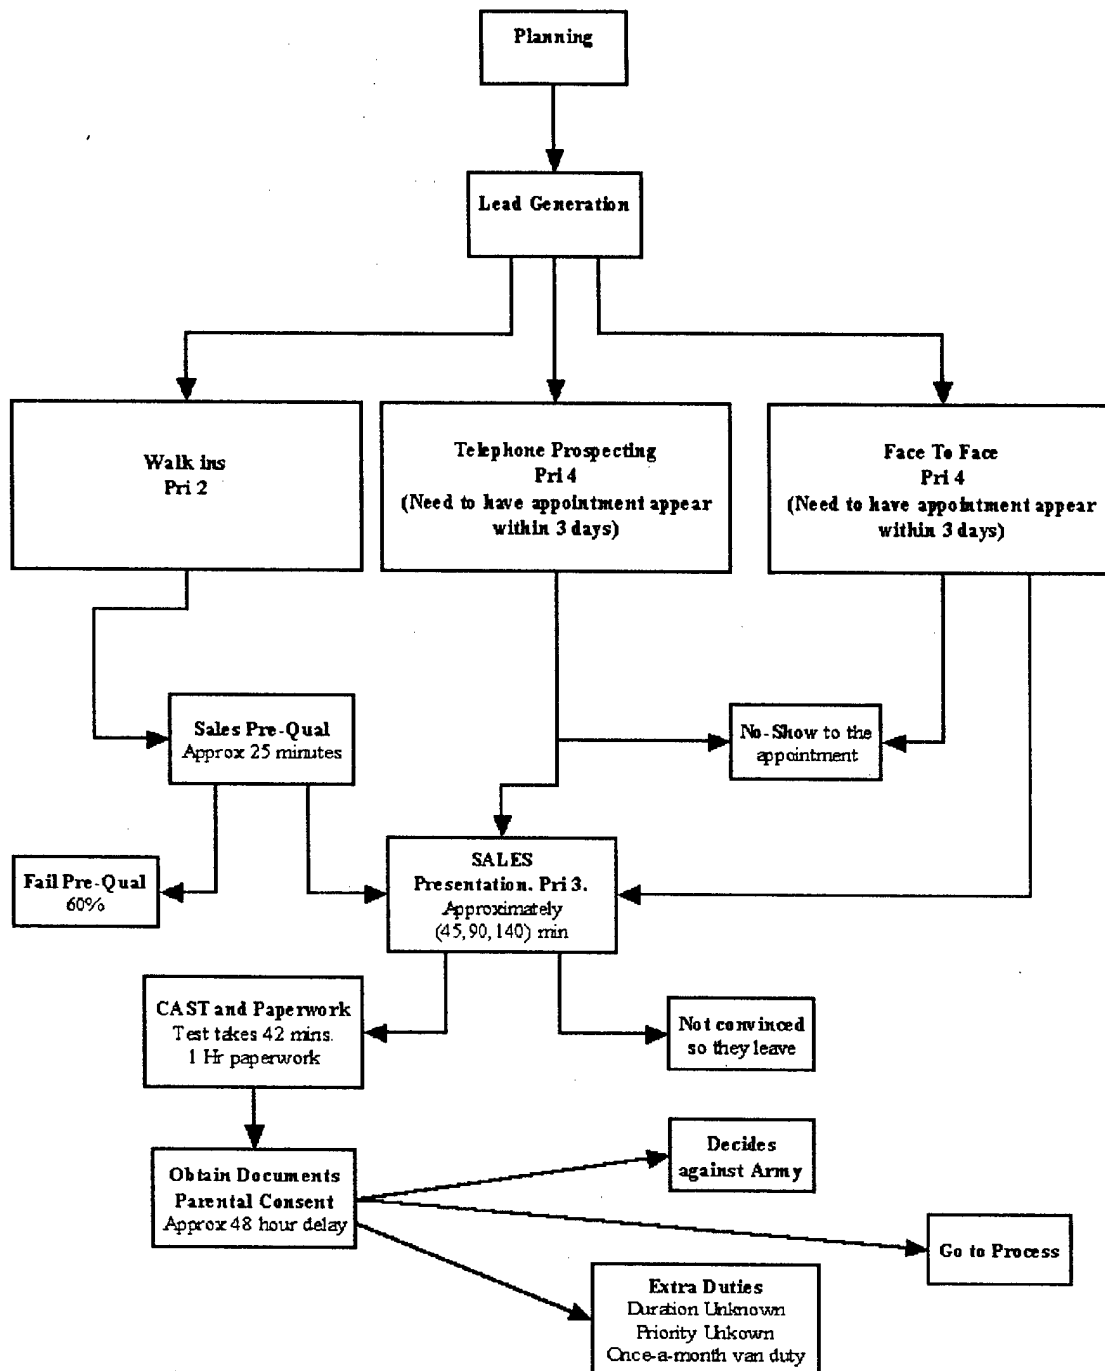 Planning
Lead Generation
Walk ins
Pri 2
Telephone Prospecting
Pri 4
(Need to have appointment appear
within 3 days)
Face To Face
Pri 4
(Need to have appointment appear
within 3 days)
Sales Pre-Qual
Approx 25 minutes
No-Show to the
appointment
Fail Pre-Qual
60%
SALES
Presentation. Pri 3.
Approximately
(45, 90, 140) min
CAST and Paperwork
Test takes 42 mins.
1 Hr paperwork
Not convinced
so they leave
Obtain Documents
Parental Consent
Approx 48 hour delay
Decides
against Army
Go to Process
Extra Duties
Duration Unknown
Priority Unkown
Once-a-month van duty